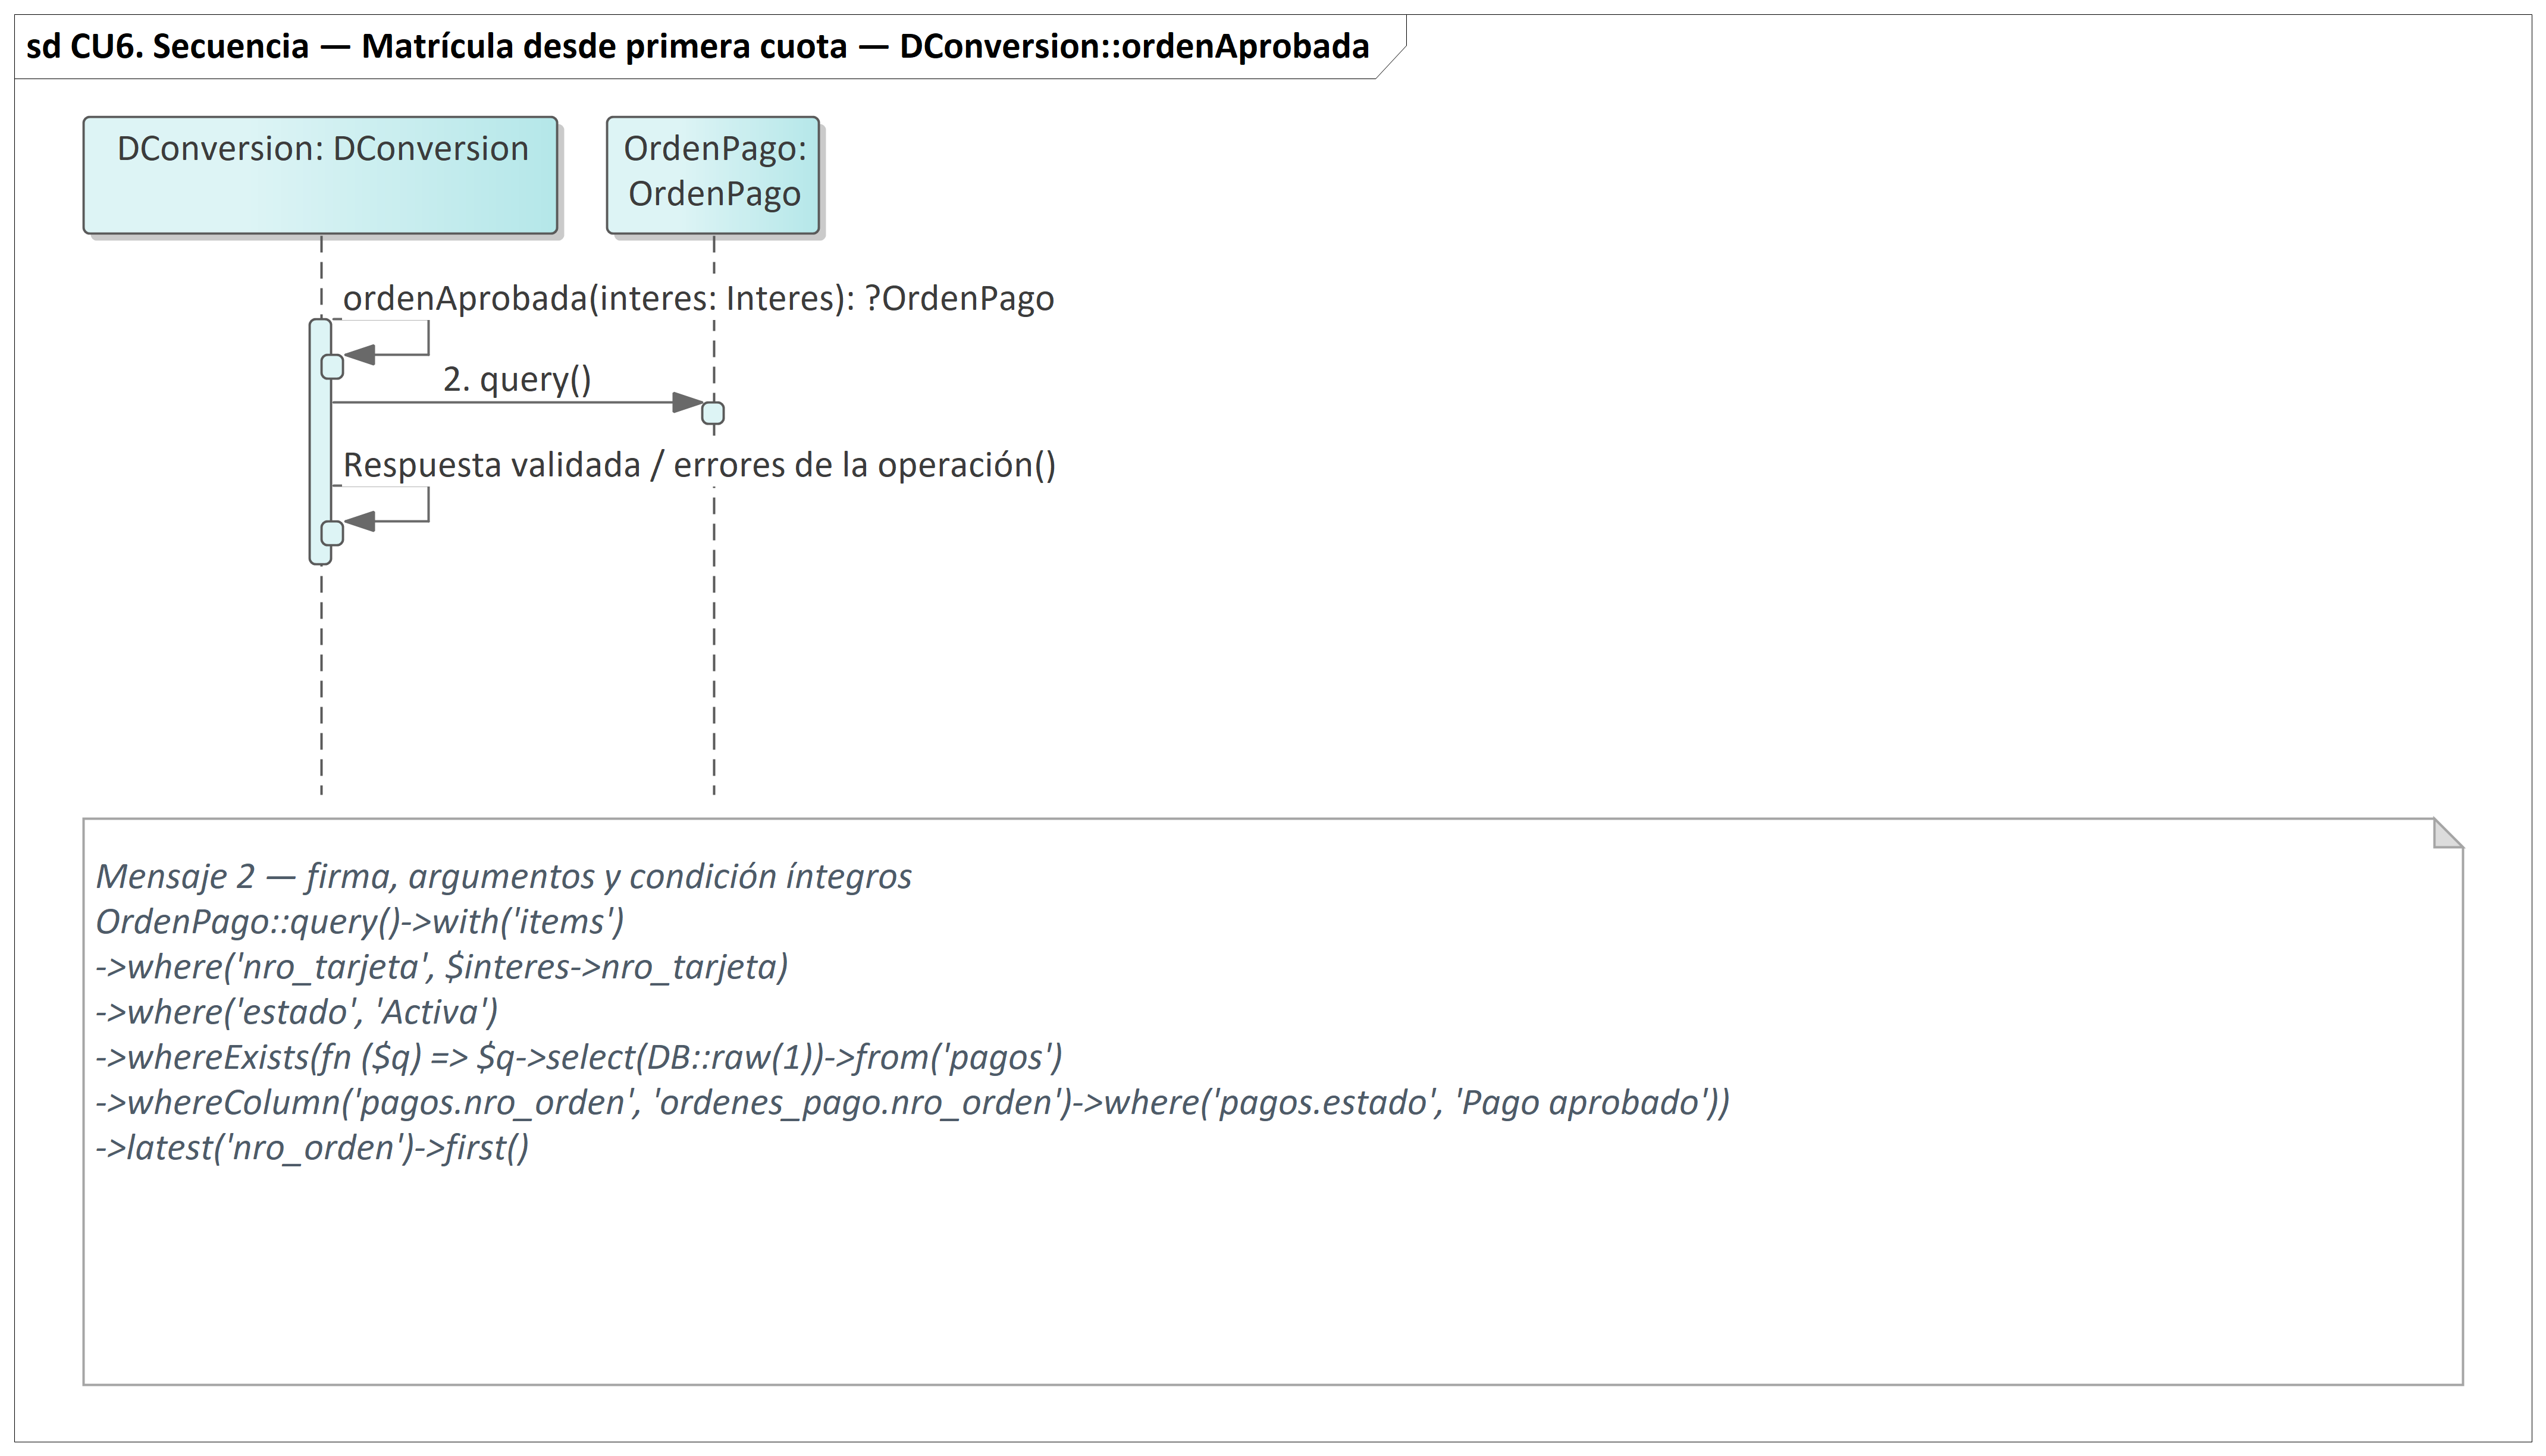 sd CU6. Secuencia — Matrícula desde primera cuota — DConversion::ordenAprobada
DConversion: DConversion
OrdenPago:
OrdenPago
ordenAprobada(interes: Interes): ?OrdenPago
2. query()
Respuesta validada / errores de la operación()
Mensaje 2 — firma, argumentos y condición íntegros
OrdenPago::query()->with('items')
->where('nro_tarjeta', $interes->nro_tarjeta)
->where('estado', 'Activa')
->whereExists(fn ($q) => $q->select(DB::raw(1))->from('pagos')
->whereColumn('pagos.nro_orden', 'ordenes_pago.nro_orden')->where('pagos.estado', 'Pago aprobado'))
->latest('nro_orden')->first()